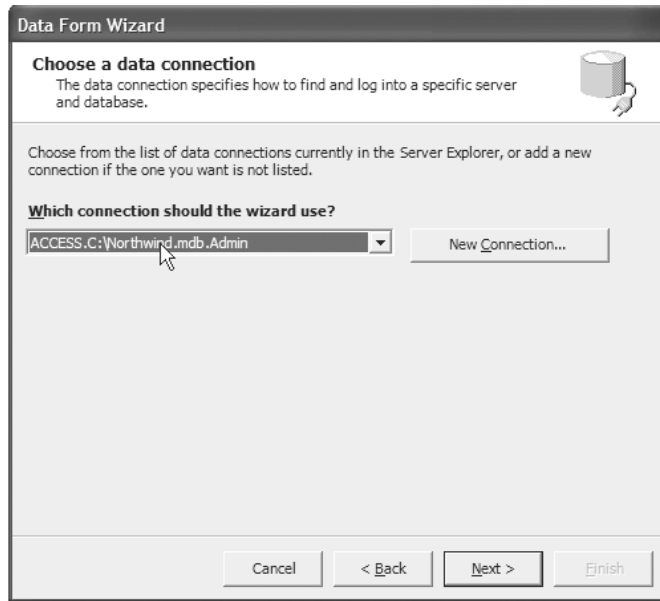 Data Form Wizard
Choose a data connection
The data connection specifies how to find and log into a specific server
and database.
Choose from the list of data connections currently in the Server Explorer, or add a new
connection if the one you want is not listed.
Which connection should the wizard use?
ACCESS.C:\Northwind.mdb.Admin
New Connection...
Cancel
< Back
Next >
Finish